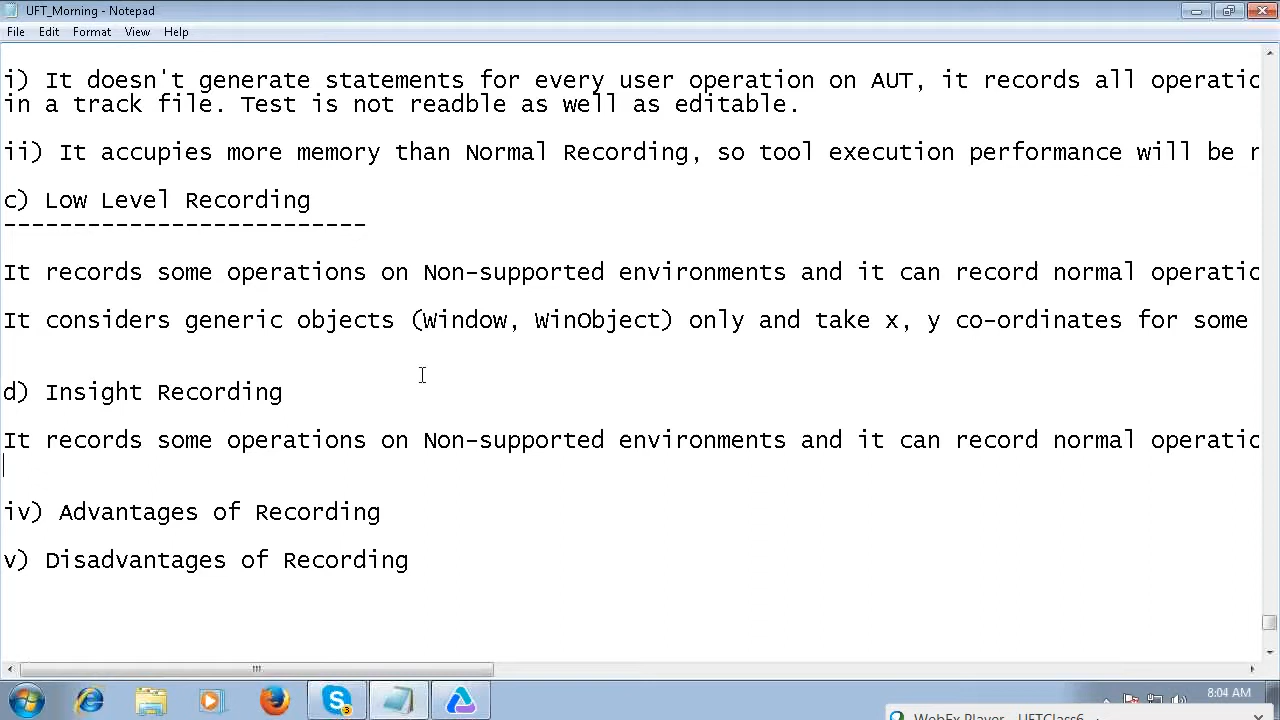 UFT_Morning - Notepad
File Edit Format View Help
i) It doesn't generate statements for every user operation on AUT, it records all operatic
in a track file. Test is not readble as well as editable.
ii) It accupies more memory than Normal Recording, so tool execution performance will be r
c) Low Level Recording
--------------------------
It records some operations on Non-supported environments and it can record normal operatic
It considers generic objects (Window, WinObject) only and take x, y co-ordinates for some
d) Insight Recording
It records some operations on Non-supported environments and it can record normal operatic
iv) Advantages of Recording
v) Disadvantages of Recording
8:04 AM
WebEx Player - UFTClass6